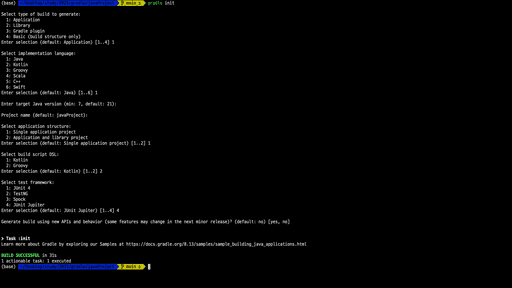 (base) main ± gradle init
Select type of build to generate:
1: Application
2: Library
3: Gradle plugin
4: Basic (build structure only)
Enter selection (default: Application) [1..4] 1
Select implementation language:
1: Java
2: Kotlin
3: Groovy
4: Scala
5: C++
6: Swift
Enter selection (default: Java) [1..6] 1
Enter target Java version (min: 7, default: 21):
Project name (default: javaProject):
Select application structure:
1: Single application project
2: Application and library project
Enter selection (default: Single application project) [1..2] 1
Select build script DSL:
1: Kotlin
2: Groovy
Enter selection (default: Kotlin) [1..2] 2
Select test framework:
1: JUnit 4
2: TestNG
3: Spock
4: JUnit Jupiter
Enter selection (default: JUnit Jupiter) [1..4] 4
Generate build using new APIs and behavior (some features may change in the next minor release)? (default: no) [yes, no]
> Task :init
Learn more about Gradle by exploring our Samples at https://docs.gradle.org/8.13/samples/sample_building_java_applications.html
BUILD SUCCESSFUL in 31s
1 actionable task: 1 executed
(base) main ±